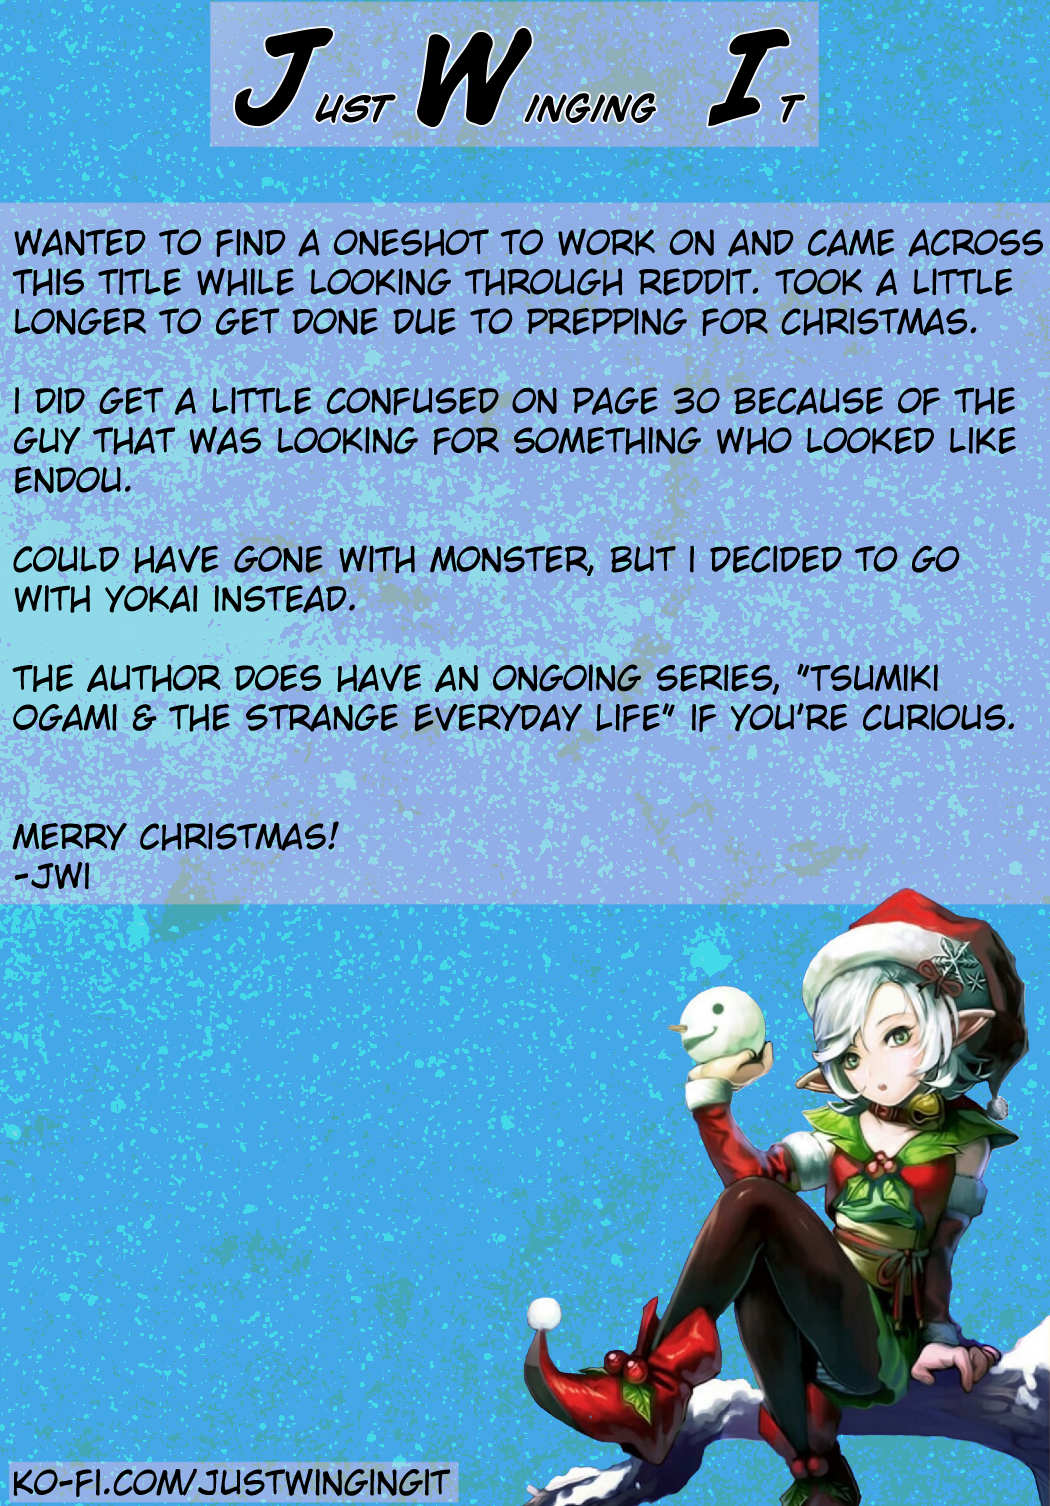 JUST WINGING IT
WANTED TO FIND A ONESHOT TO WORK ON AND CAME ACROSS
THIS TITLE WHILE LOOKING THROUGH REDDIT. TOOK A LITTLE
LONGER TO GET DONE DUE TO PREPPING FOR CHRISTMAS.
I DID GET A LITTLE CONFUSED ON PAGE 30 BECAUSE OF THE
GUY THAT WAS LOOKING FOR SOMETHING WHO LOOKED LIKE
ENDOU.
COULD HAVE GONE WITH MONSTER, BUT I DECIDED TO GO
WITH YOKAI INSTEAD.
THE AUTHOR DOES HAVE AN ONGOING SERIES, "TSUMIKI
OGAMI & THE STRANGE EVERYDAY LIFE" IF YOU'RE CURIOUS.
MERRY CHRISTMAS!
-JWI
KO-FI.COM/JUSTWINGINGIT